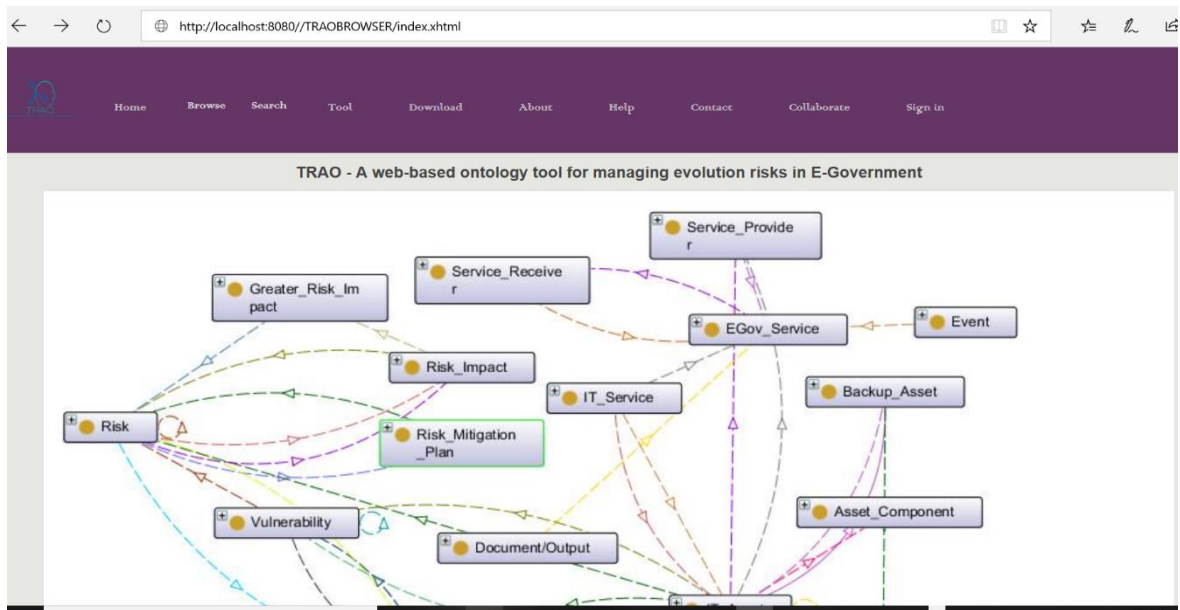 http://localhost:8080//TRAOBROWSER/index.xhtml
TRAO
Home Browse Search Tool Download About Help Contact Collaborate Sign in
TRAO - A web-based ontology tool for managing evolution risks in E-Government
Service_Provide
r
Service_Receive
r
Greater_Risk_Im
pact
EGov_Service
Event
Risk_Impact
IT_Service
Backup_Asset
Risk
Risk_Mitigation
_Plan
Vulnerability
Asset_Component
Document/Output